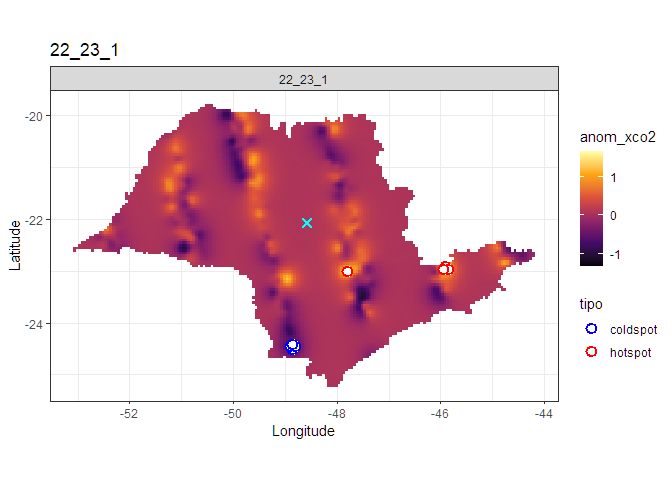 22_23_1
22_23_1
-20
-22
-24
Latitude
-52
-50
-48
-46
-44
Longitude
anom_xco2
1
0
-1
tipo
coldspot
hotspot